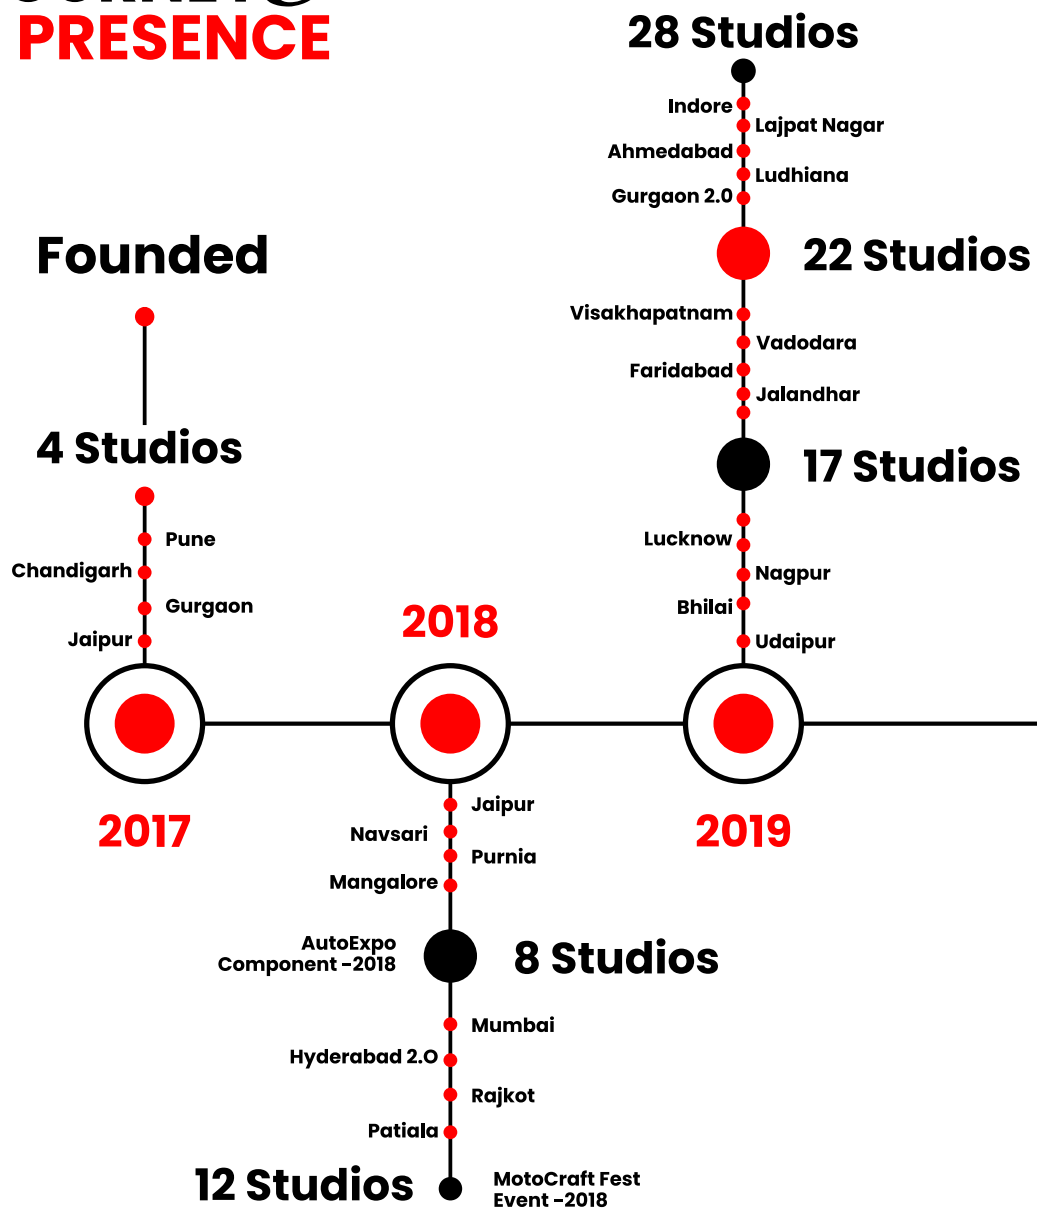 PRESENCE
Founded
4 Studios
Pune
Chandigarh
Gurgaon
Jaipur
2017
2018
Jaipur
Navsari
Purnia
Mangalore
AutoExpo
Component -2018
8 Studios
Mumbai
Hyderabad 2.O
Rajkot
Patiala
12 Studios
MotoCraft Fest
Event -2018
28 Studios
Indore
Lajpat Nagar
Ahmedabad
Ludhiana
Gurgaon 2.0
22 Studios
Visakhapatnam
Vadodara
Faridabad
Jalandhar
17 Studios
Lucknow
Nagpur
Bhilai
Udaipur
2019